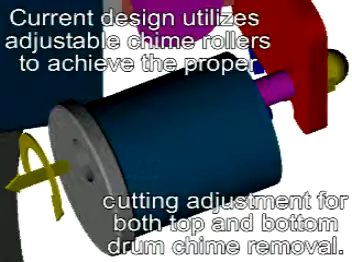 Current design utilizes
adjustable chime rollers
to achieve the proper
cutting adjustment for
both top and bottom
drum chime removal.